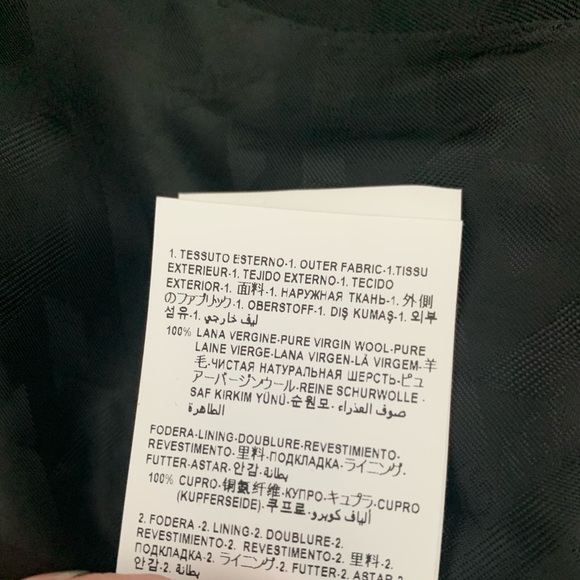 1. TESSUTO ESTERNO-1. OUTER FABRIC-1.TISSU
EXTERIEUR-1. TEJIDO EXTERNO-1. TECIDO
EXTERIOR-1. 面料-1. НАРУЖНАЯ ТКАНЬ-1. 外側
のファブリック-1. OBERSTOFF-1. DIŞ KUMAŞ-1. 외부
섬유-1. ليف خارجي
100% LANA VERGINE-PURE VIRGIN WOOL-PURE
LAINE VIERGE-LANA VIRGEN-LÃ VIRGEM-羊
毛-ЧИСТАЯ НАТУРАЛЬНАЯ ШЕРСТЬ-ピュ
アーバージンウール-REINE SCHURWOLLE-
SAF KIRKIM YÜNÜ-순원모-صوف العذراء
الطاهرة
FODERA-LINING-DOUBLURE-REVESTIMIENTO-
REVESTIMENTO-里料-ПОДКЛАДКА-ライニング-
FUTTER-ASTAR-안감-بطانة
100% CUPRO-铜氨纤维-КУПРО-キュプラ-CUPRO
(KUPFERSEIDE)-쿠프로-ألياف كوبرو
2. FODERA -2. LINING-2. DOUBLURE-2.
REVESTIMIENTO-2. REVESTIMENTO-2. 里料-2.
ПОДКЛАДКА-2. ライニング-2. FUTTER-2. ASTAR
안감-2. بطانة